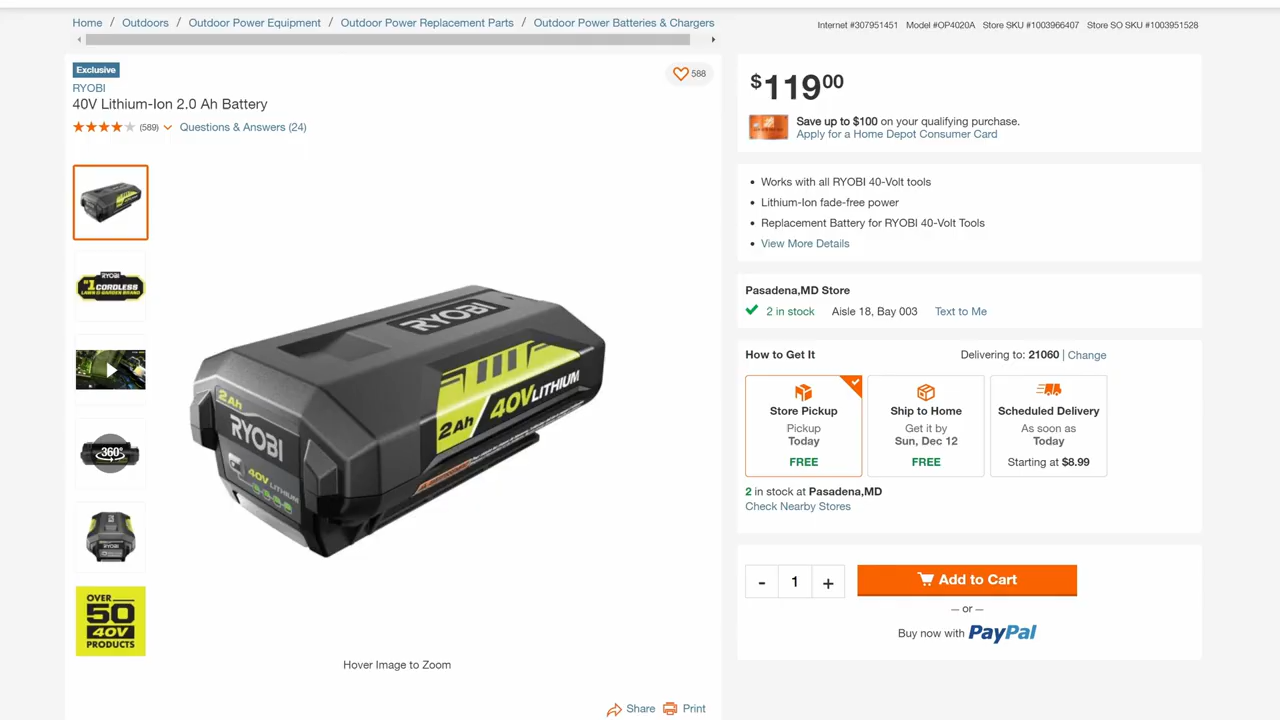 Home / Outdoors / Outdoor Power Equipment / Outdoor Power Replacement Parts / Outdoor Power Batteries & Chargers
Internet #307951451 Model #OP4020A Store SKU #1003966407 Store SO SKU #1003951528
Exclusive
588
RYOBI
40V Lithium-Ion 2.0 Ah Battery
(589) Questions & Answers (24)
RYOBI
#1 CORDLESS
LAWN & GARDEN BRAND
360°
RYOBI
OVER
50
40V
PRODUCTS
RYOBI
2Ah
40V LITHIUM
2Ah
RYOBI
40V LITHIUM
Hover Image to Zoom
Share Print
$119 00
Save up to $100 on your qualifying purchase.
Apply for a Home Depot Consumer Card
• Works with all RYOBI 40-Volt tools
• Lithium-Ion fade-free power
• Replacement Battery for RYOBI 40-Volt Tools
• View More Details
Pasadena,MD Store
2 in stock Aisle 18, Bay 003 Text to Me
How to Get It Delivering to: 21060 | Change
Store Pickup
Pickup
Today
FREE
Ship to Home
Get it by
Sun, Dec 12
FREE
Scheduled Delivery
As soon as
Today
Starting at $8.99
2 in stock at Pasadena,MD
Check Nearby Stores
- 1 +
Add to Cart
— or —
Buy now with PayPal